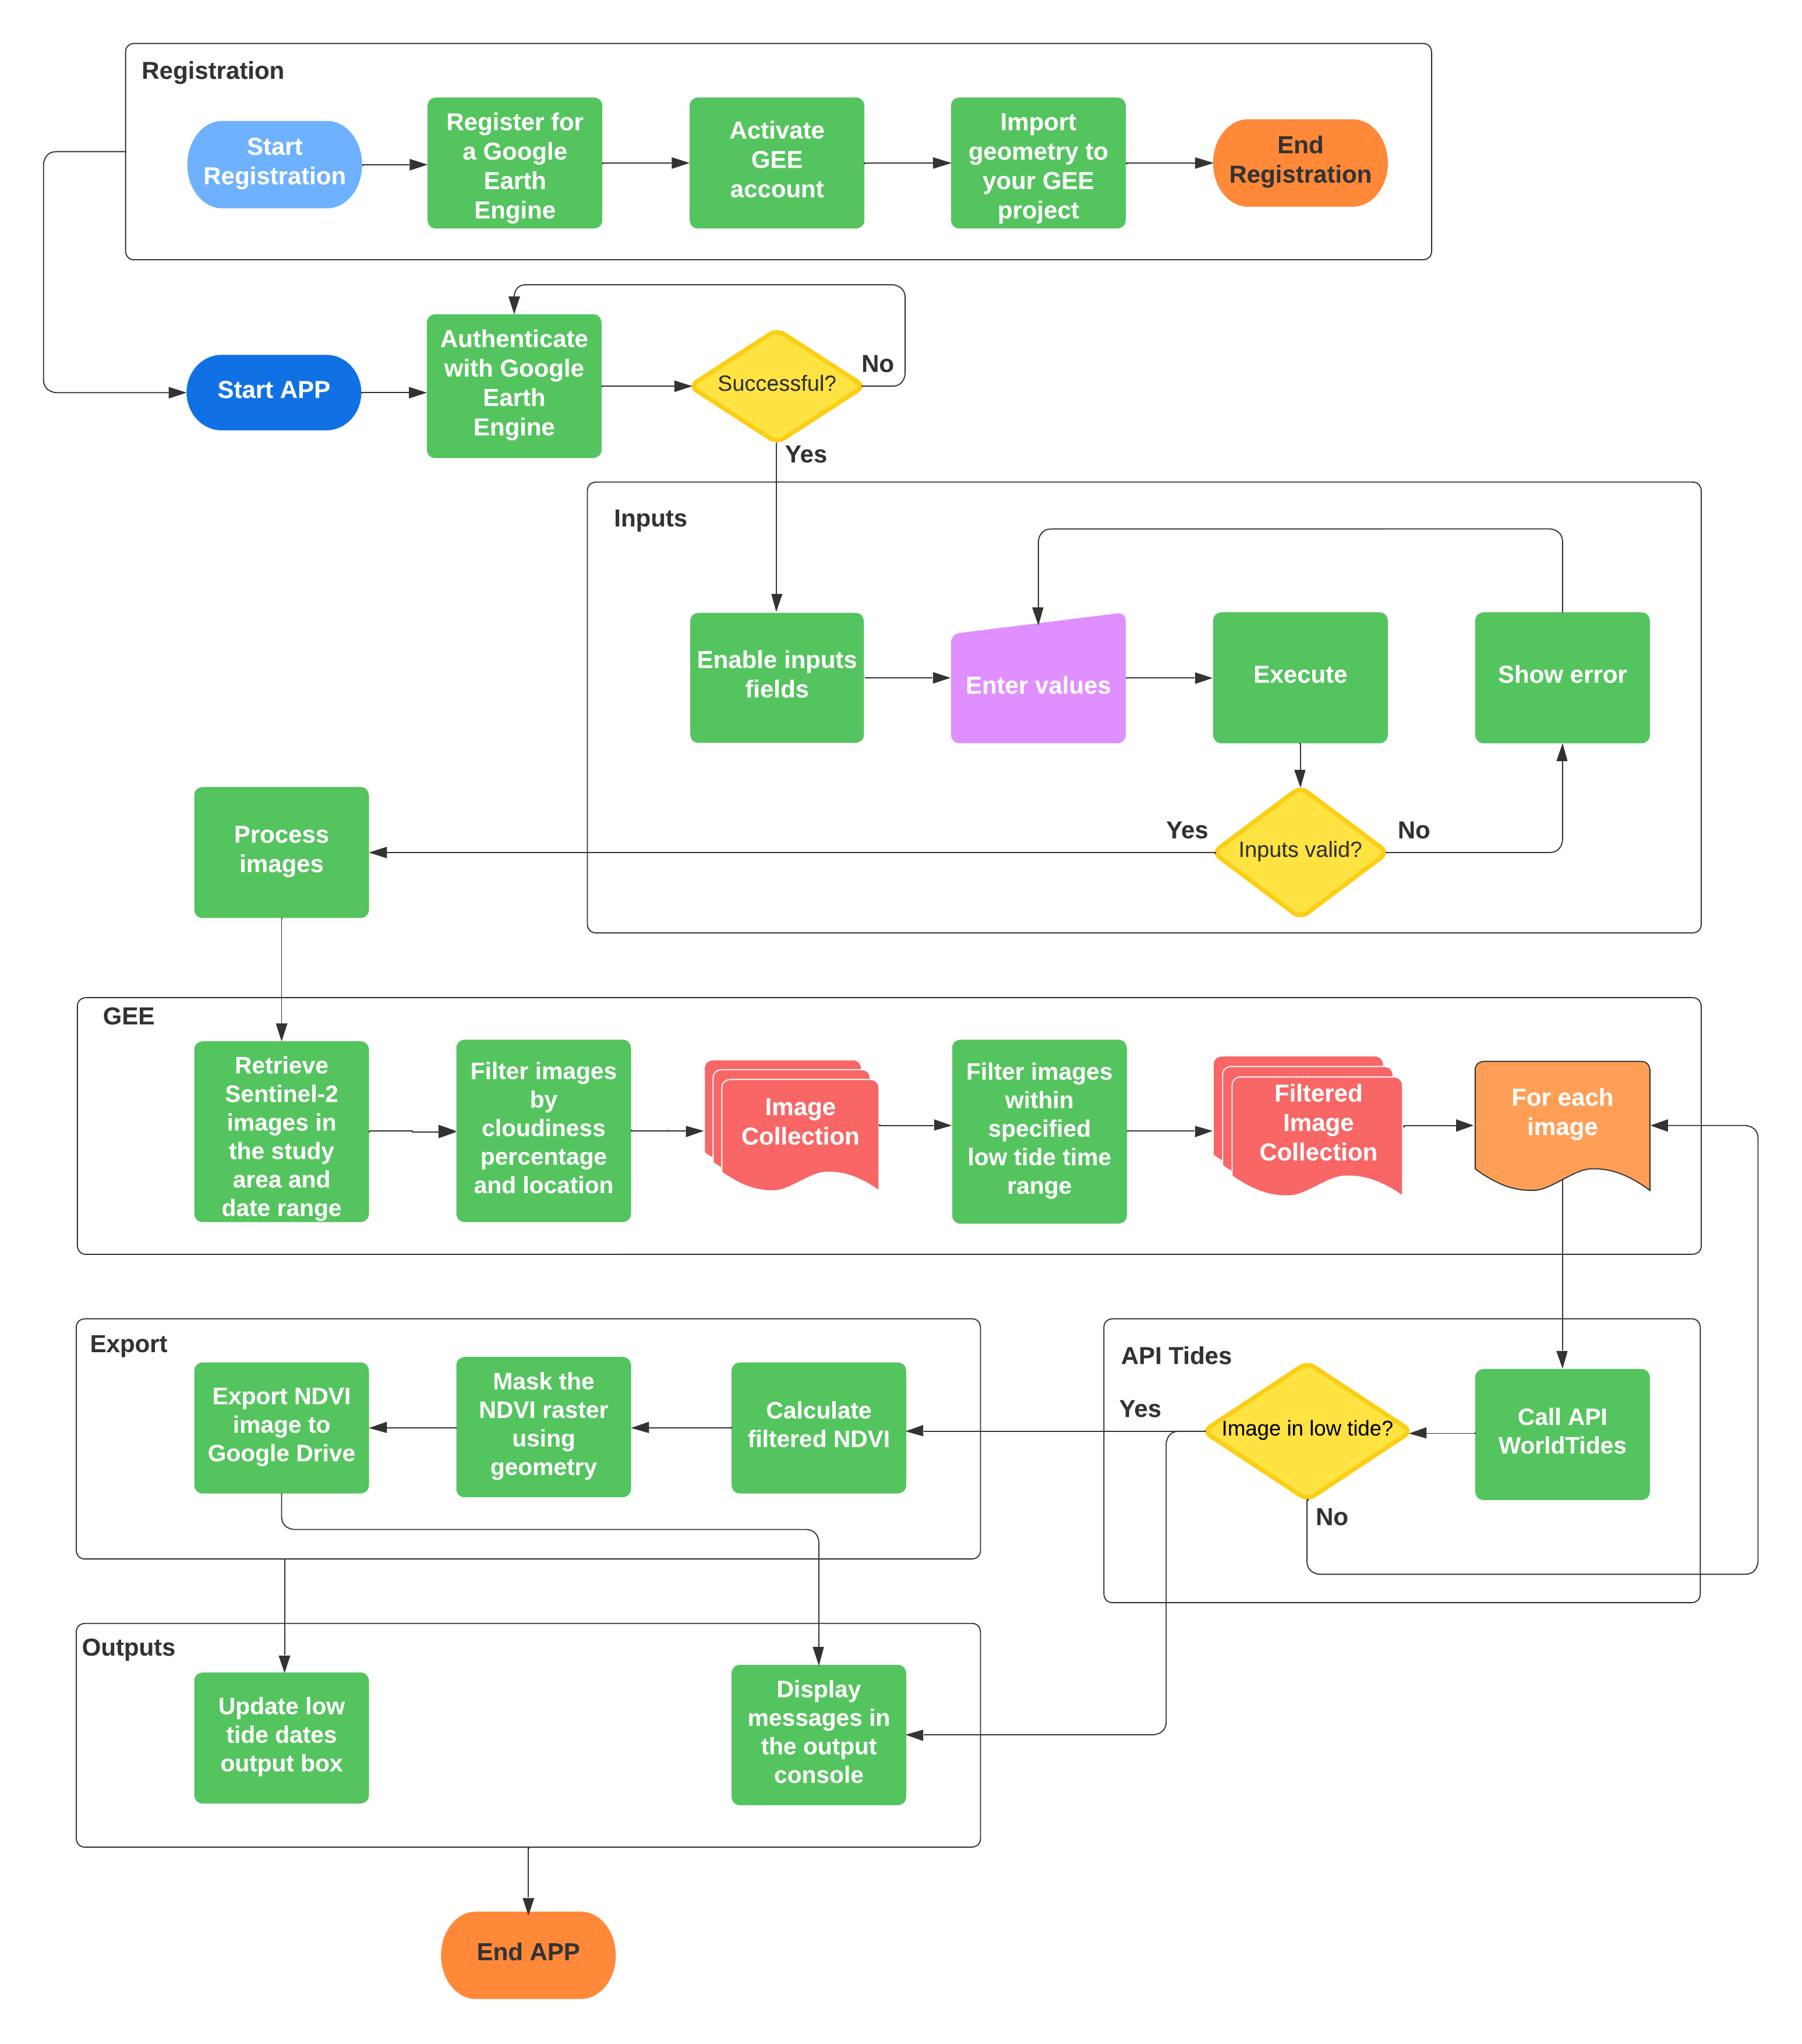 Registration
Start
Registration
Register for
a Google
Earth
Engine
Activate
GEE
account
Import
geometry to
your GEE
project
End
Registration
Start APP
Authenticate
with Google
Earth
Engine
Successful?
No
Yes
Inputs
Enable inputs
fields
Enter values
Execute
Show error
Inputs valid?
Yes
No
Process
images
GEE
Retrieve
Sentinel-2
images in
the study
area and
date range
Filter images
by
cloudiness
percentage
and location
Image
Collection
Filter images
within
specified
low tide time
range
Filtered
Image
Collection
For each
image
Export
Export NDVI
image to
Google Drive
Mask the
NDVI raster
using
geometry
Calculate
filtered NDVI
API Tides
Yes
Image in low tide?
No
Call API
WorldTides
Outputs
Update low
tide dates
output box
Display
messages in
the output
console
End APP